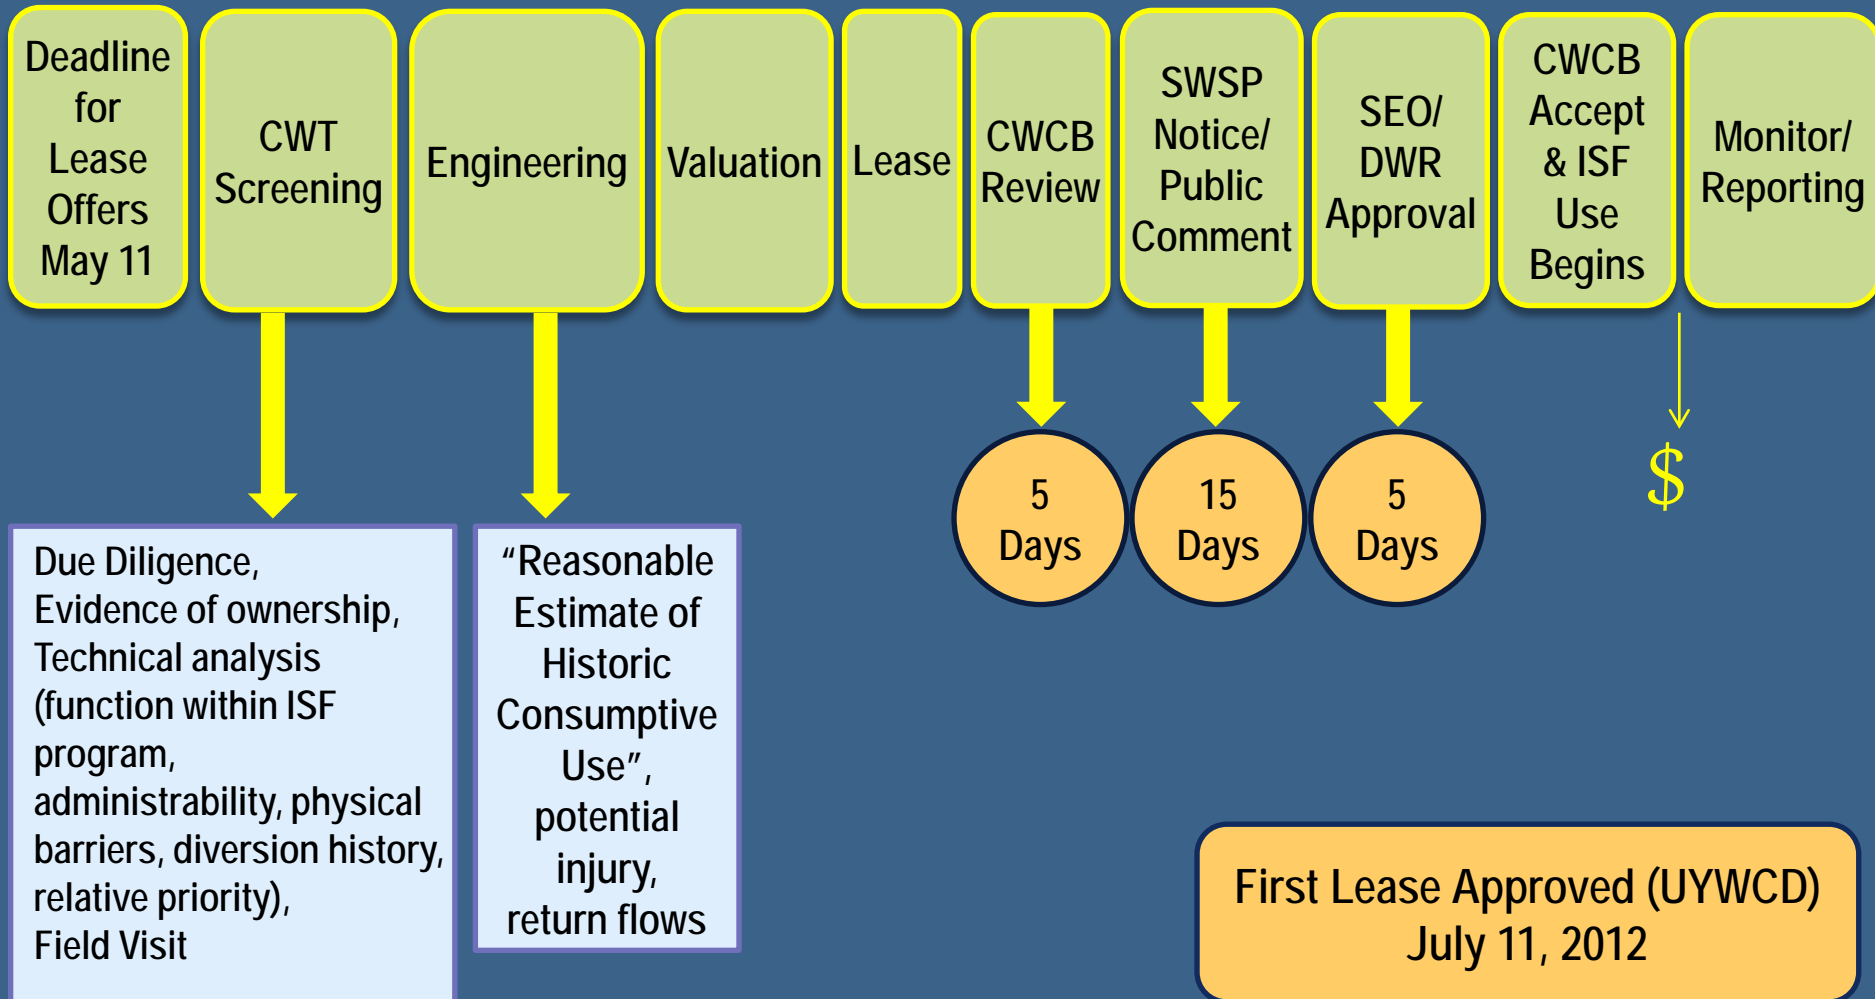 Deadline
for
Lease
Offers
May 11
CWT
Screening
Engineering
Valuation
Lease
CWCB
Review
SWSP
Notice/
Public
Comment
SEO/
DWR
Approval
CWCB
Accept
& ISF
Use
Begins
Monitor/
Reporting
Due Diligence,
Evidence of ownership,
Technical analysis
(function within ISF
program,
administrability, physical
barriers, diversion history,
relative priority),
Field Visit
“Reasonable
Estimate of
Historic
Consumptive
Use”,
potential
injury,
return flows
5
Days
15
Days
5
Days
$
First Lease Approved (UYWCD)
July 11, 2012